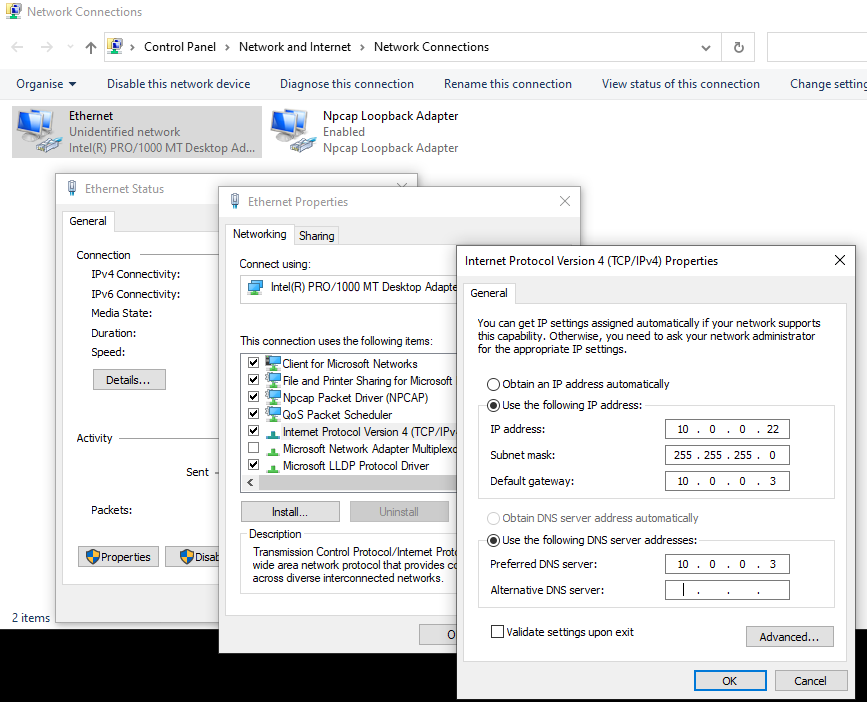 Network Connections
Control Panel > Network and Internet > Network Connections
Organise Disable this network device Diagnose this connection Rename this connection View status of this connection Change setting
Ethernet
Unidentified network
Intel(R) PRO/1000 MT Desktop Ad...
Npcap Loopback Adapter
Enabled
Npcap Loopback Adapter
Ethernet Status
General
Connection
IPv4 Connectivity:
IPv6 Connectivity:
Media State:
Duration:
Speed:
Details...
Activity
Sent
Packets:
Properties
Disab
2 items
Ethernet Properties
Networking Sharing
Connect using:
Intel(R) PRO/1000 MT Desktop Adapte
This connection uses the following items:
Client for Microsoft Networks
File and Printer Sharing for Microsoft
Npcap Packet Driver (NPCAP)
QoS Packet Scheduler
Internet Protocol Version 4 (TCP/IPv
Microsoft Network Adapter Multiplexo
Microsoft LLDP Protocol Driver
Install... Uninstall
Description
Transmission Control Protocol/Internet Proto
wide area network protocol that provides co
across diverse interconnected networks.
O
Internet Protocol Version 4 (TCP/IPv4) Properties
General
You can get IP settings assigned automatically if your network supports
this capability. Otherwise, you need to ask your network administrator
for the appropriate IP settings.
Obtain an IP address automatically
Use the following IP address:
IP address: 10 . 0 . 0 . 22
Subnet mask: 255 . 255 . 255 . 0
Default gateway: 10 . 0 . 0 . 3
Obtain DNS server address automatically
Use the following DNS server addresses:
Preferred DNS server: 10 . 0 . 0 . 3
Alternative DNS server: . . .
Validate settings upon exit
Advanced...
OK Cancel